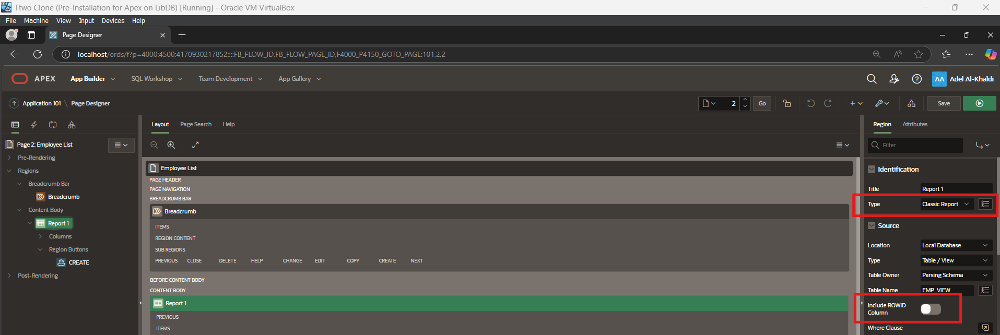 Ttwo Clone (Pre-Installation for Apex on LibDB) [Running] - Oracle VM VirtualBox
File Machine View Input Devices Help
Page Designer
localhost/ords/f?p=4000:4500:4170930217852::::FB_FLOW_ID,FB_FLOW_PAGE_ID,F4000_P4150_GOTO_PAGE:101,2,2
APEX App Builder SQL Workshop Team Development App Gallery AA Adel Al-Khaldi
Application 101 \ Page Designer 2 Go Save
Layout Page Search Help
Region Attributes
Page 2: Employee List
Filter
Pre-Rendering
Regions
Breadcrumb Bar
Breadcrumb
Content Body
Report 1
Columns
Region Buttons
CREATE
Post-Rendering
Employee List
PAGE HEADER
PAGE NAVIGATION
BREADCRUMB BAR
Breadcrumb
ITEMS
REGION CONTENT
SUB REGIONS
PREVIOUS CLOSE DELETE HELP CHANGE EDIT COPY CREATE NEXT
BEFORE CONTENT BODY
CONTENT BODY
Report 1
PREVIOUS
ITEMS
Identification
Title Report 1
Type Classic Report
Source
Location Local Database
Type Table / View
Table Owner Parsing Schema
Table Name EMP_VIEW
Include ROWID
Column
Where Clause